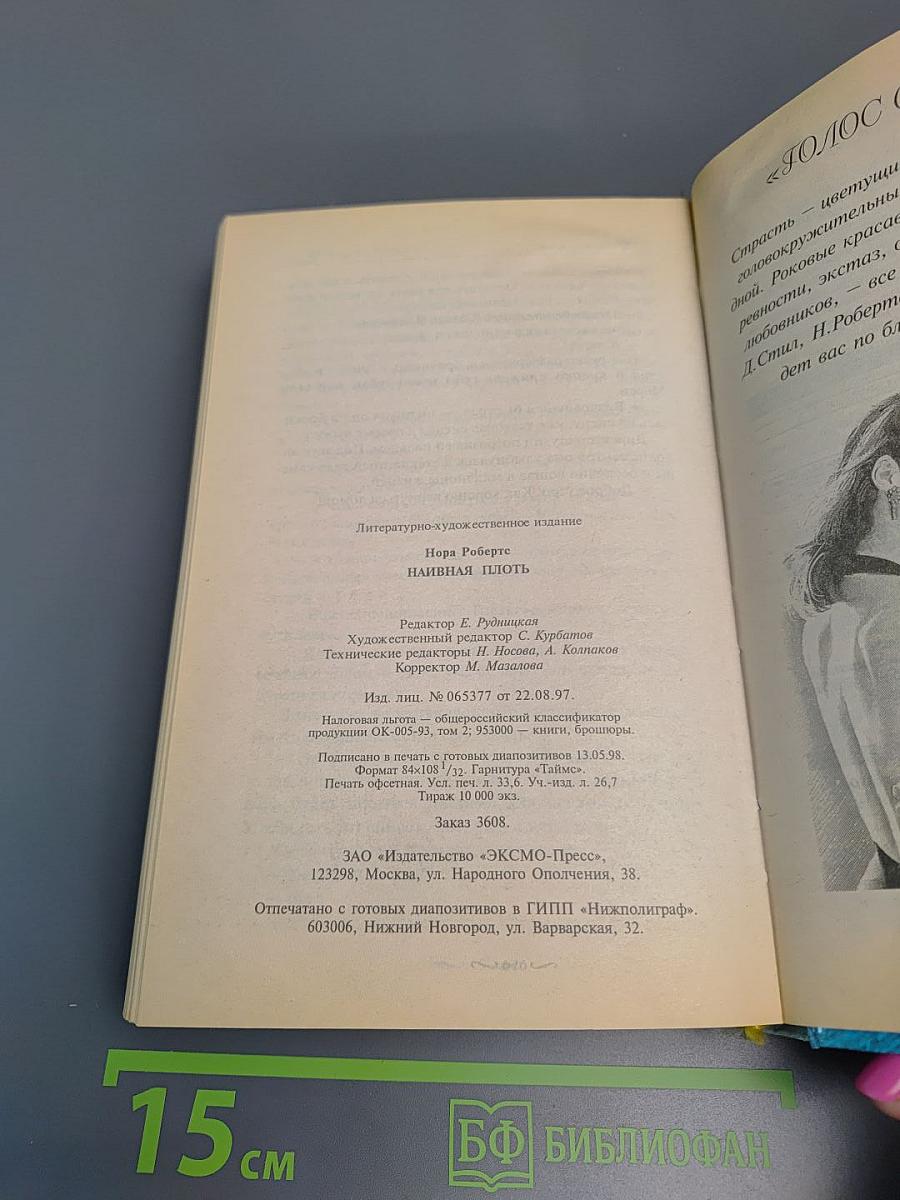 Литературно-художественное издание
Нора Робертс
НАИВНАЯ ПЛОТЬ
Редактор Е. Рудницкая
Художественный редактор С. Курбатов
Технические редакторы Н. Носова, А. Колпаков
Корректор М. Мазалова
Изд. лиц. № 065377 от 22.08.97.
Налоговая льгота — общероссийский классификатор
продукции ОК-005-93, том 2; 953000 — книги, брошюры.
Подписано в печать с готовых диапозитивов 13.05.98.
Формат 84×108 1/32. Гарнитура «Таймс».
Печать офсетная. Усл. печ. л. 33,6. Уч.-изд. л. 26,7
Тираж 10 000 экз.
Заказ 3608.
ЗАО «Издательство «ЭКСМО-Пресс»,
123298, Москва, ул. Народного Ополчения, 38.
Отпечатано с готовых диапозитивов в ГИПП «Нижполиграф».
603006, Нижний Новгород, ул. Варварская, 32.
«ГОЛОС
Страсть — цветущи
головокружительны
дной. Роковые красав
ревности, экстаз,
любовников, — все
Д.Стил, Н.Робертс
дет вас по бл
15 см
БФ БИБЛИОФАН